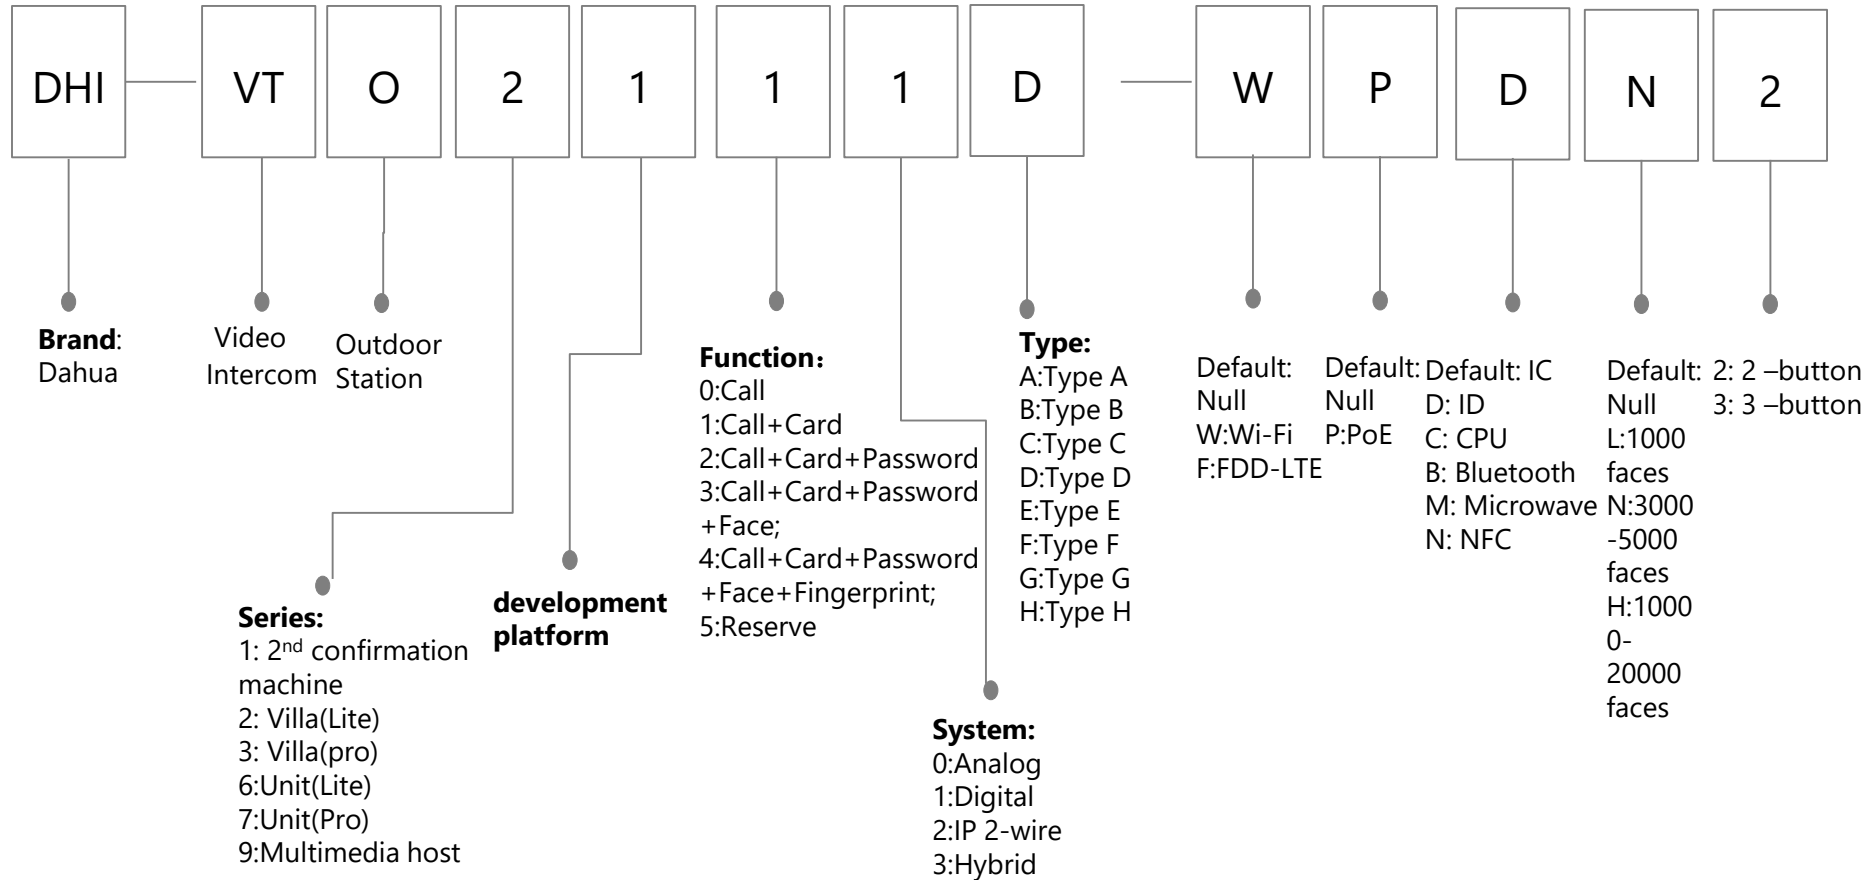 DHI VT O 2 1 1 1 D W P D N 2
Brand:
Dahua
Video
Intercom
Outdoor
Station
Series:
1: 2nd confirmation
machine
2: Villa(Lite)
3: Villa(pro)
6:Unit(Lite)
7:Unit(Pro)
9:Multimedia host
development
platform
Function：
0:Call
1:Call+Card
2:Call+Card+Password
3:Call+Card+Password
+Face;
4:Call+Card+Password
+Face+Fingerprint;
5:Reserve
System:
0:Analog
1:Digital
2:IP 2-wire
3:Hybrid
Type:
A:Type A
B:Type B
C:Type C
D:Type D
E:Type E
F:Type F
G:Type G
H:Type H
Default:
Null
W:Wi-Fi
F:FDD-LTE
Default:
Null
P:PoE
Default: IC
D: ID
C: CPU
B: Bluetooth
M: Microwave
N: NFC
Default:
Null
L:1000
faces
N:3000
-5000
faces
H:1000
0-
20000
faces
2: 2 –button
3: 3 –button